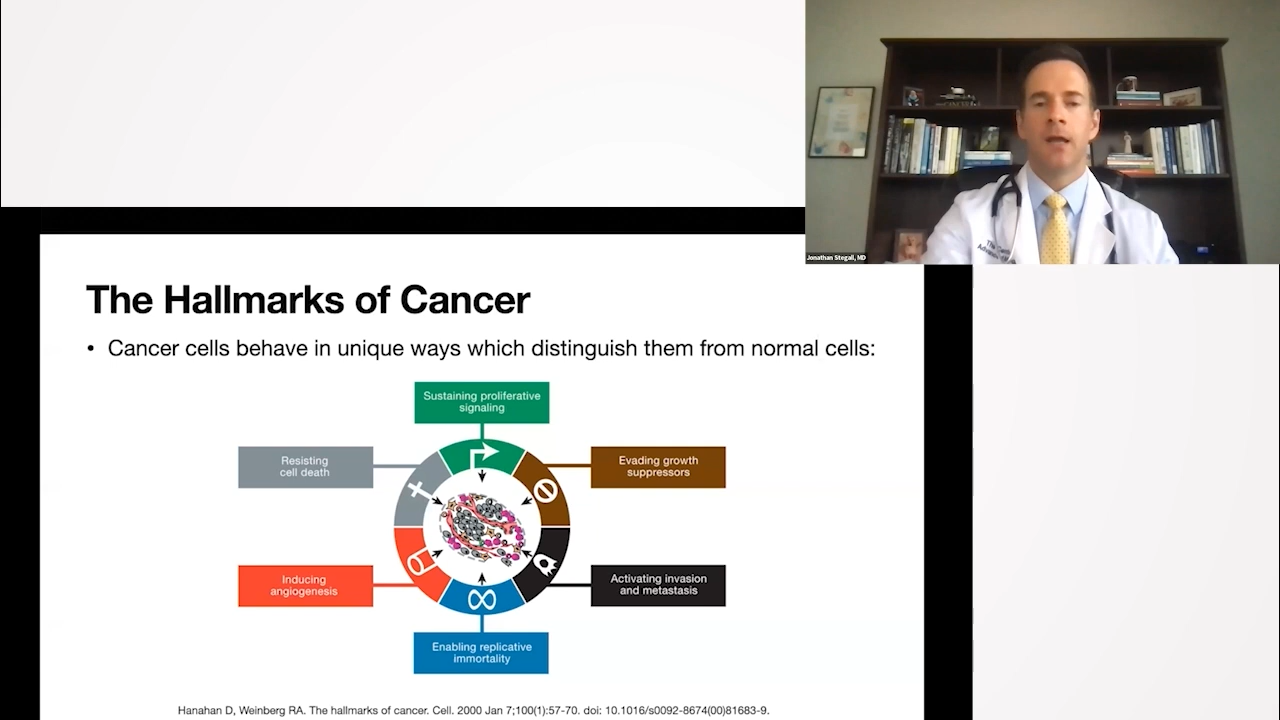 Jonathan Stegall, MD
The Hallmarks of Cancer
• Cancer cells behave in unique ways which distinguish them from normal cells:
Sustaining proliferative
signaling
Resisting
cell death
Evading growth
suppressors
Inducing
angiogenesis
Activating invasion
and metastasis
Enabling replicative
immortality
Hanahan D, Weinberg RA. The hallmarks of cancer. Cell. 2000 Jan 7;100(1):57-70. doi: 10.1016/s0092-8674(00)81683-9.